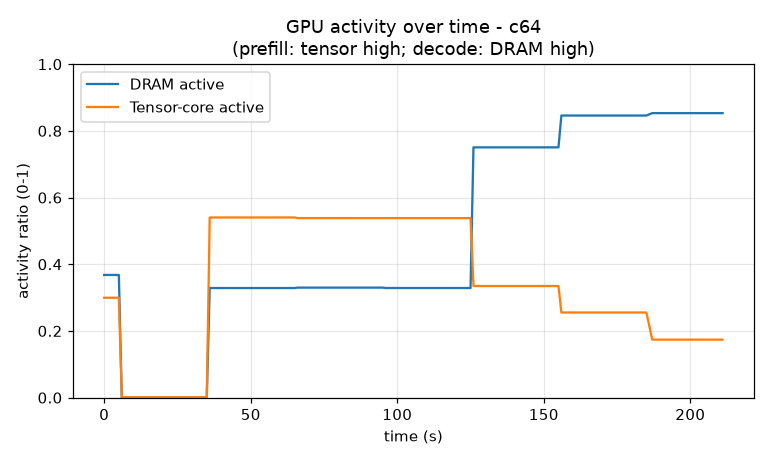 GPU activity over time - c64
(prefill: tensor high; decode: DRAM high)
DRAM active
Tensor-core active
activity ratio (0-1)
1.0
0.8
0.6
0.4
0.2
0.0
0
50
100
150
200
time (s)